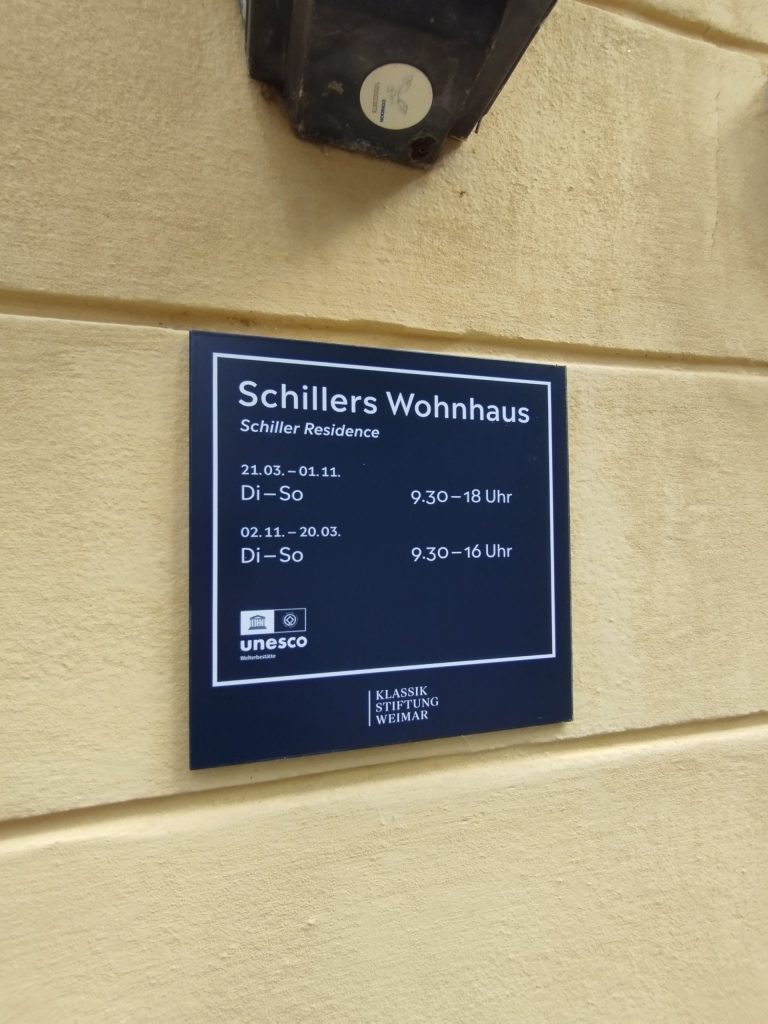 Schillers Wohnhaus
Schiller Residence
21.03. – 01.11.
Di – So 9.30 – 18 Uhr
02.11. – 20.03.
Di – So 9.30 – 16 Uhr
unesco
Welterbestätte
KLASSIK
STIFTUNG
WEIMAR